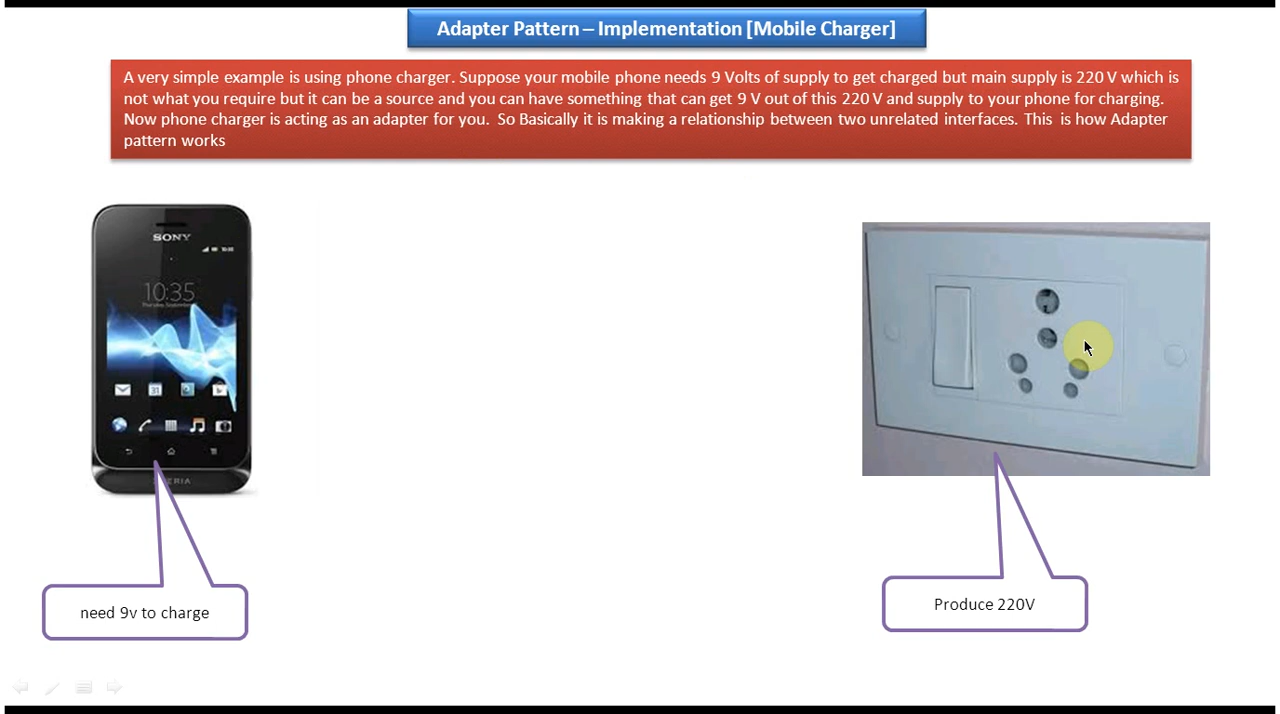 Adapter Pattern – Implementation [Mobile Charger]
A very simple example is using phone charger. Suppose your mobile phone needs 9 Volts of supply to get charged but main supply is 220 V which is
not what you require but it can be a source and you can have something that can get 9 V out of this 220 V and supply to your phone for charging.
Now phone charger is acting as an adapter for you.  So Basically it is making a relationship between two unrelated interfaces. This  is how Adapter
pattern works
SONY
10:35
need 9v to charge
Produce 220V